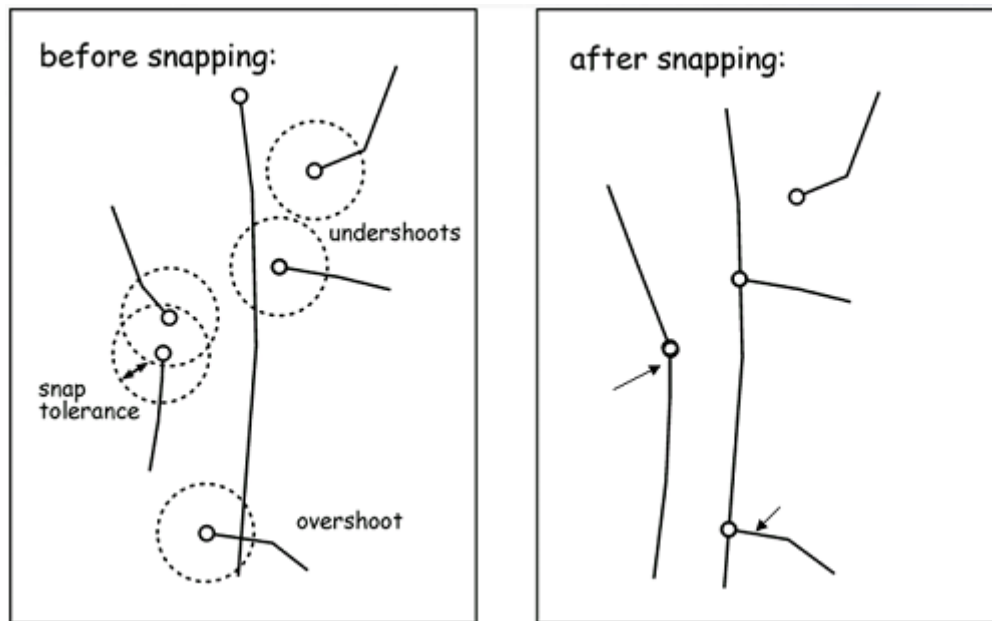 before snapping:
undershoots
snap
tolerance
overshoot
after snapping: